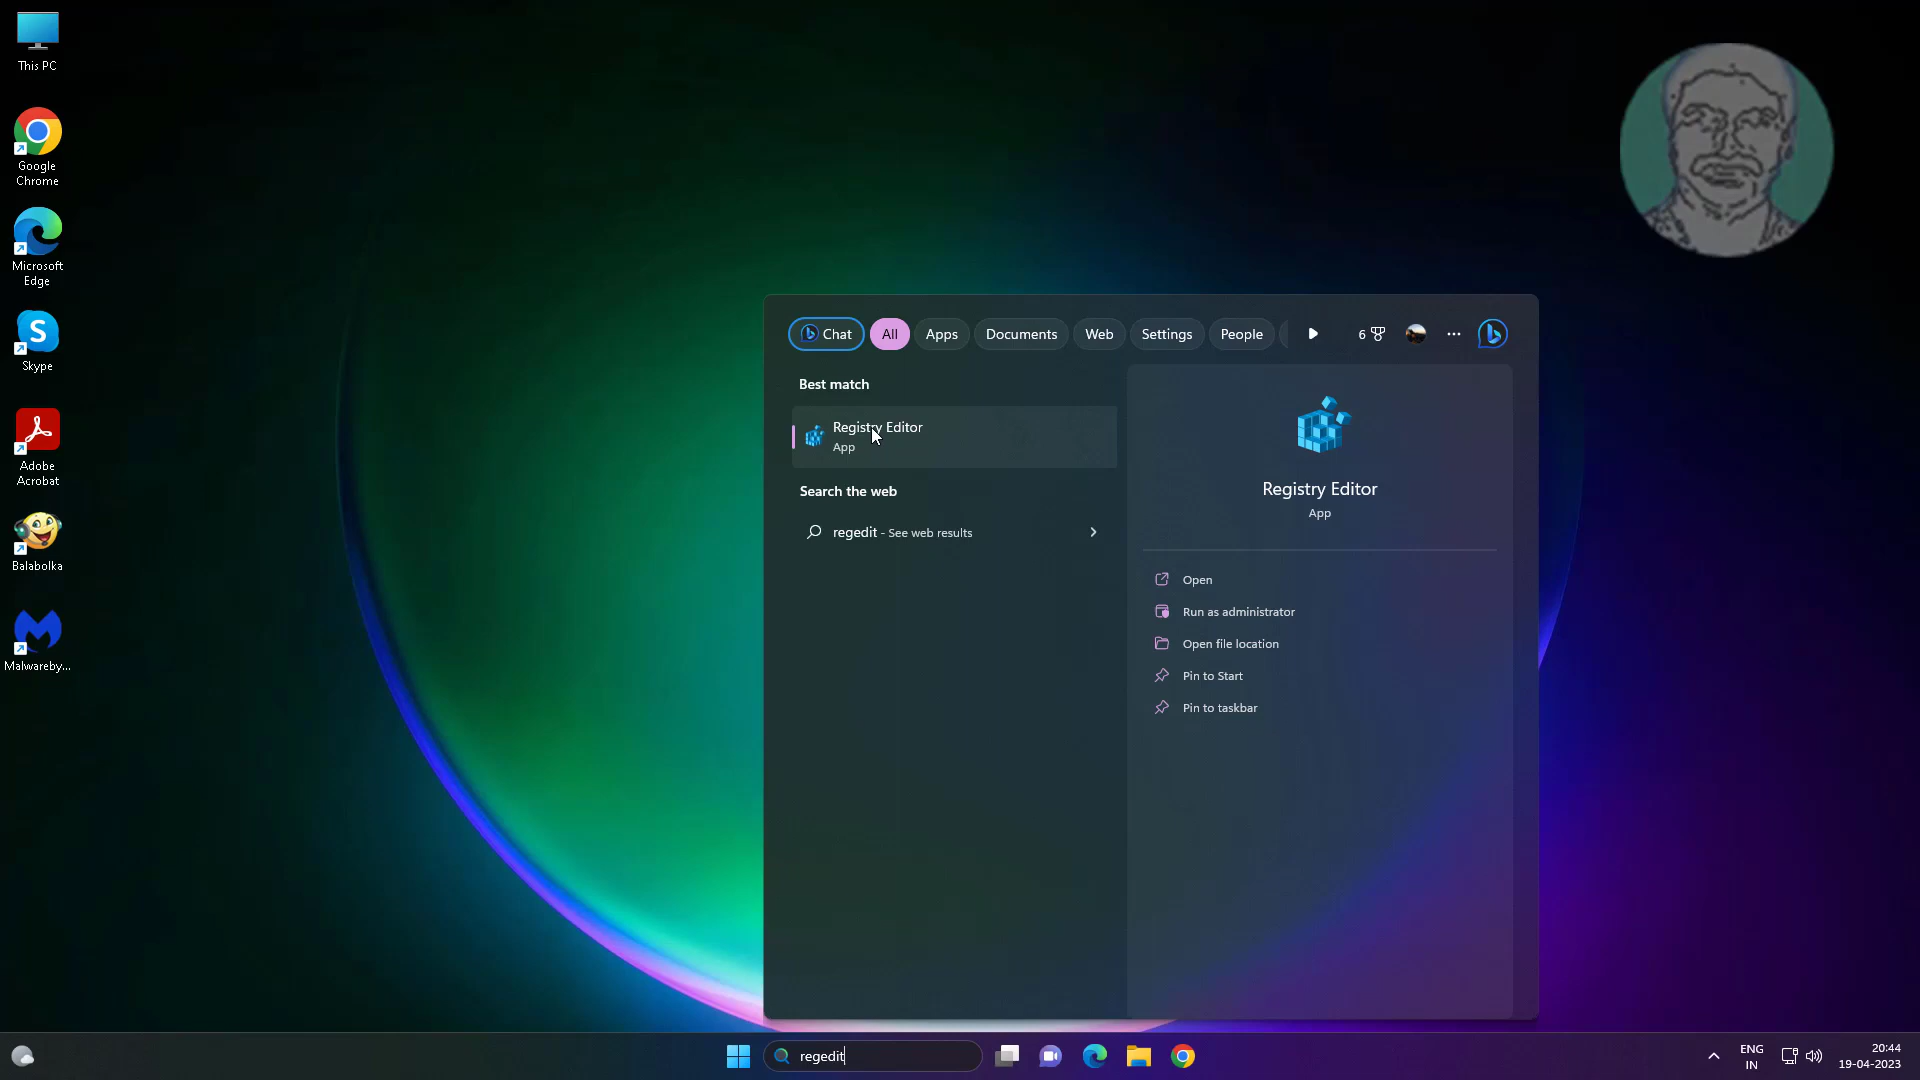 This PC
Google
Chrome
Microsoft
Edge
S
Skype
Adobe
Acrobat
Balabolka
Malwareby...
Chat
All
Apps
Documents
Web
Settings
People
6
Best match
Registry Editor
App
Search the web
regedit - See web results
Registry Editor
App
Open
Run as administrator
Open file location
Pin to Start
Pin to taskbar
regedit
ENG
IN
20:44
19-04-2023